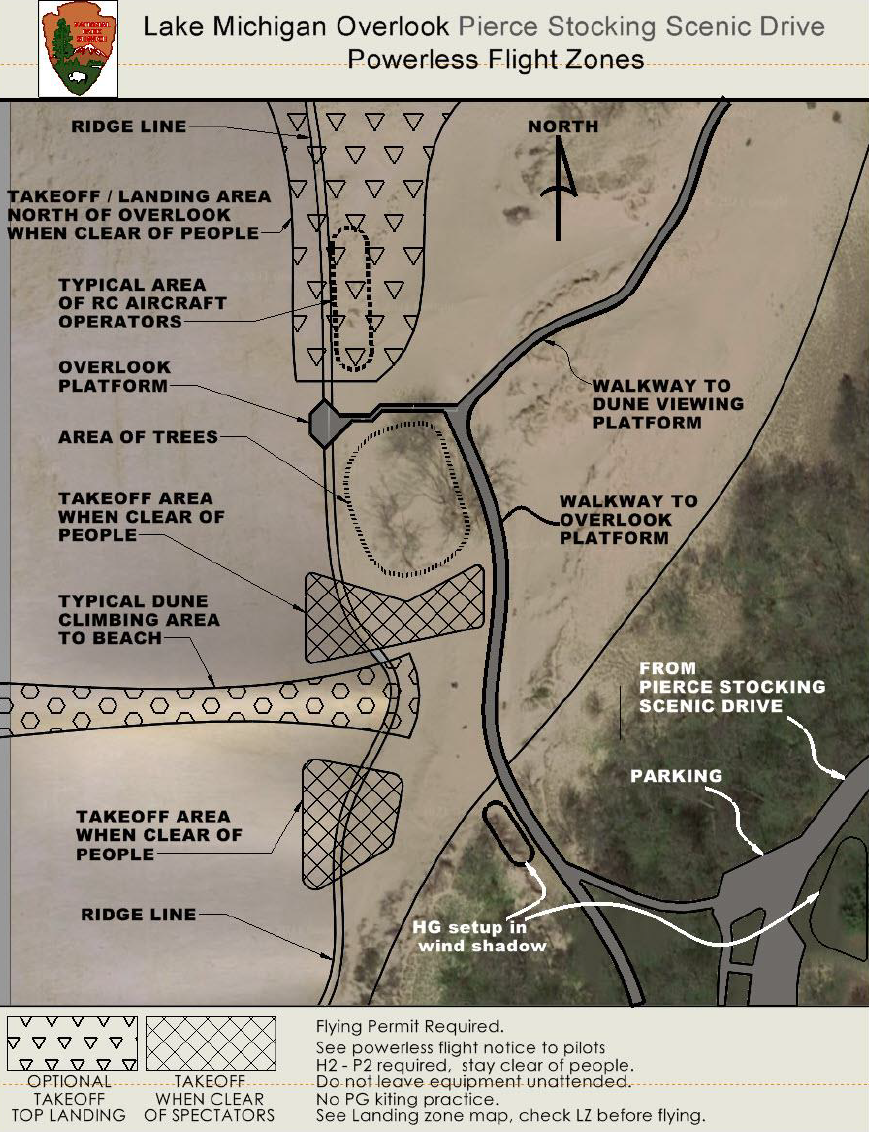 Lake Michigan Overlook Pierce Stocking Scenic Drive
Powerless Flight Zones
NATIONAL
PARK
SERVICE
RIDGE LINE
NORTH
TAKEOFF / LANDING AREA
NORTH OF OVERLOOK
WHEN CLEAR OF PEOPLE
TYPICAL AREA
OF RC AIRCRAFT
OPERATORS
OVERLOOK
PLATFORM
WALKWAY TO
DUNE VIEWING
PLATFORM
AREA OF TREES
TAKEOFF AREA
WHEN CLEAR OF
PEOPLE
WALKWAY TO
OVERLOOK
PLATFORM
TYPICAL DUNE
CLIMBING AREA
TO BEACH
FROM
PIERCE STOCKING
SCENIC DRIVE
PARKING
TAKEOFF AREA
WHEN CLEAR OF
PEOPLE
RIDGE LINE
HG setup in
wind shadow
OPTIONAL
TAKEOFF
TOP LANDING
TAKEOFF
WHEN CLEAR
OF SPECTATORS
Flying Permit Required.
See powerless flight notice to pilots
H2 - P2 required, stay clear of people.
Do not leave equipment unattended.
No PG kiting practice.
See Landing zone map, check LZ before flying.